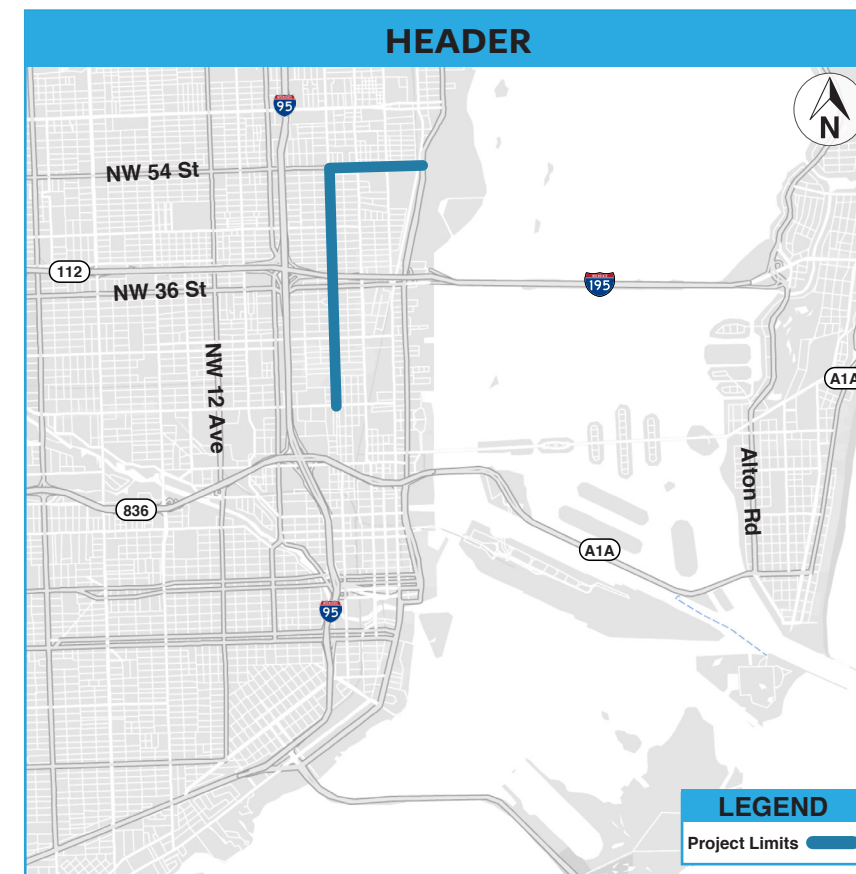 HEADER
95
N
NW 54 St
112
195
NW 36 St
NW 12 Ave
A1A
Alton Rd
836
A1A
95
LEGEND
Project Limits